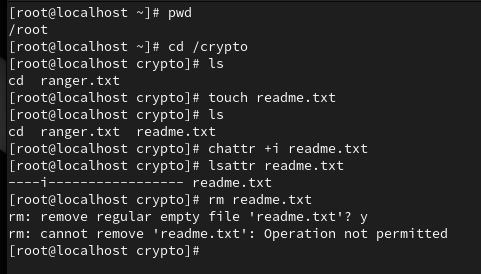 [root@localhost ~]# pwd
/root
[root@localhost ~]# cd /crypto
[root@localhost crypto]# ls
cd  ranger.txt
[root@localhost crypto]# touch readme.txt
[root@localhost crypto]# ls
cd  ranger.txt  readme.txt
[root@localhost crypto]# chattr +i readme.txt
[root@localhost crypto]# lsattr readme.txt
----i----------------- readme.txt
[root@localhost crypto]# rm readme.txt
rm: remove regular empty file 'readme.txt'? y
rm: cannot remove 'readme.txt': Operation not permitted
[root@localhost crypto]#